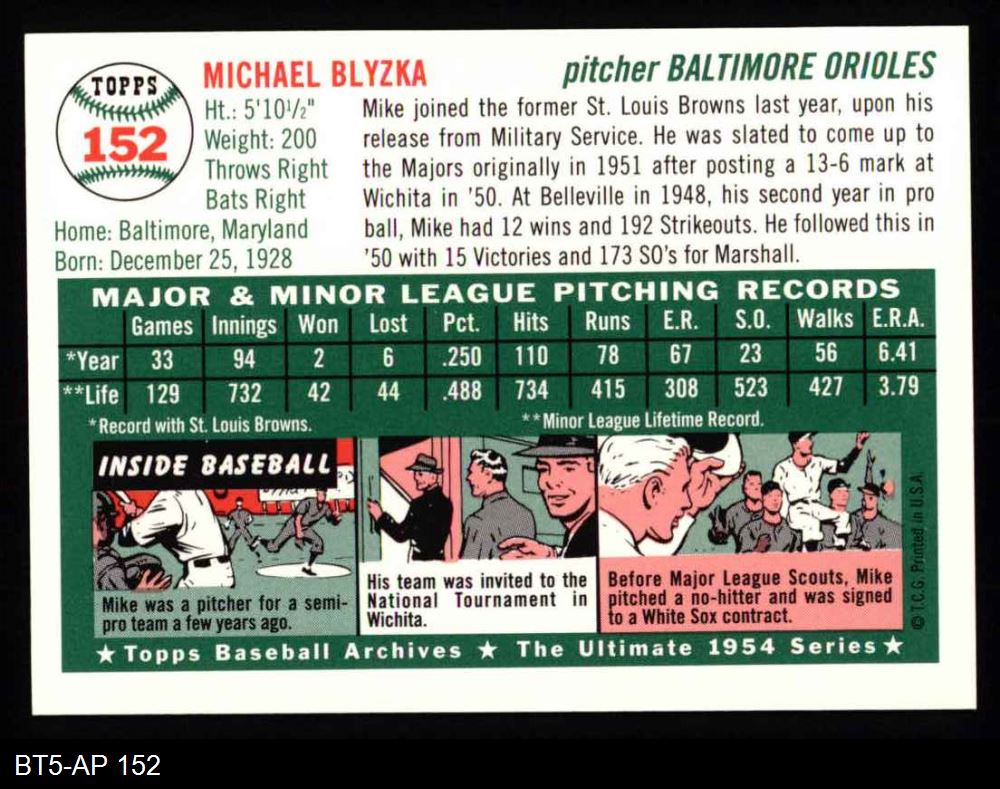 TOPPS
152
MICHAEL BLYZKA
pitcher BALTIMORE ORIOLES
Ht.: 5'10½"
Weight: 200
Throws Right
Bats Right
Home: Baltimore, Maryland
Born: December 25, 1928
Mike joined the former St. Louis Browns last year, upon his
release from Military Service. He was slated to come up to
the Majors originally in 1951 after posting a 13-6 mark at
Wichita in '50. At Belleville in 1948, his second year in pro
ball, Mike had 12 wins and 192 Strikeouts. He followed this in
'50 with 15 Victories and 173 SO's for Marshall.
MAJOR & MINOR LEAGUE PITCHING RECORDS
Games Innings Won Lost Pct. Hits Runs E.R. S.O. Walks E.R.A.
*Year 33 94 2 6 .250 110 78 67 23 56 6.41
**Life 129 732 42 44 .488 734 415 308 523 427 3.79
*Record with St. Louis Browns. **Minor League Lifetime Record.
INSIDE BASEBALL
Mike was a pitcher for a semi-
pro team a few years ago.
His team was invited to the
National Tournament in
Wichita.
Before Major League Scouts, Mike
pitched a no-hitter and was signed
to a White Sox contract.
© T.C.G. Printed in U.S.A.
★ Topps Baseball Archives ★ The Ultimate 1954 Series ★
BT5-AP 152